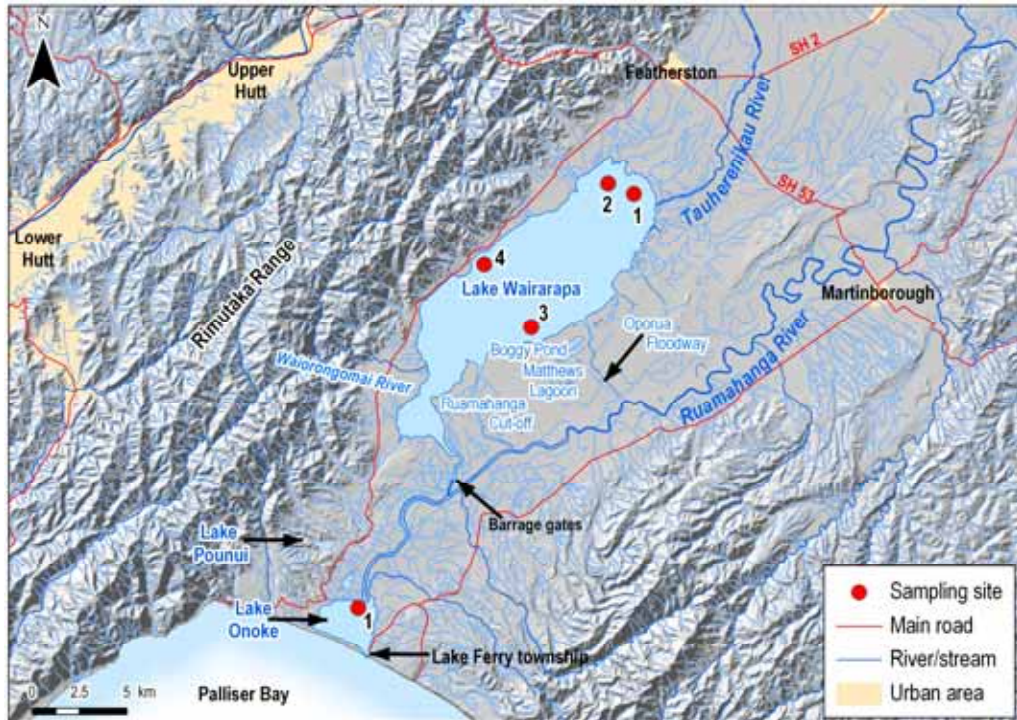 N
Upper
Hutt
Featherston
SH 2
Tauherenikau River
2
1
SH 53
Lower
Hutt
Rimutaka Range
4
Lake Wairarapa
Martinborough
3
Oporua
Floodway
Boggy Pond
Matthews
Lagoon
Waiorongomai River
Ruamahanga River
Ruamahanga
Cut-off
Barrage gates
Lake
Pounui
Lake
Onoke
1
Lake Ferry township
Palliser Bay
0 2.5 5 km
Sampling site
Main road
River/stream
Urban area